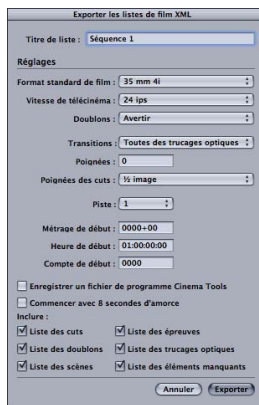 Exporter les listes de film XML
Titre de liste : Séquence 1
Réglages
Format standard de film : 35 mm 4i
Vitesse de télécinéma : 24 ips
Doublons : Avertir
Transitions : Toutes des trucages optiques
Poignées : 0
Poignées des cuts : ½ image
Piste : 1
Métrage de début : 0000+00
Heure de début : 01:00:00:00
Compte de début : 0000
Enregistrer un fichier de programme Cinema Tools
Commencer avec 8 secondes d'amorce
Inclure :
Liste des cuts Liste des épreuves
Liste des doublons Liste des trucages optiques
Liste des scènes Liste des éléments manquants
Annuler Exporter